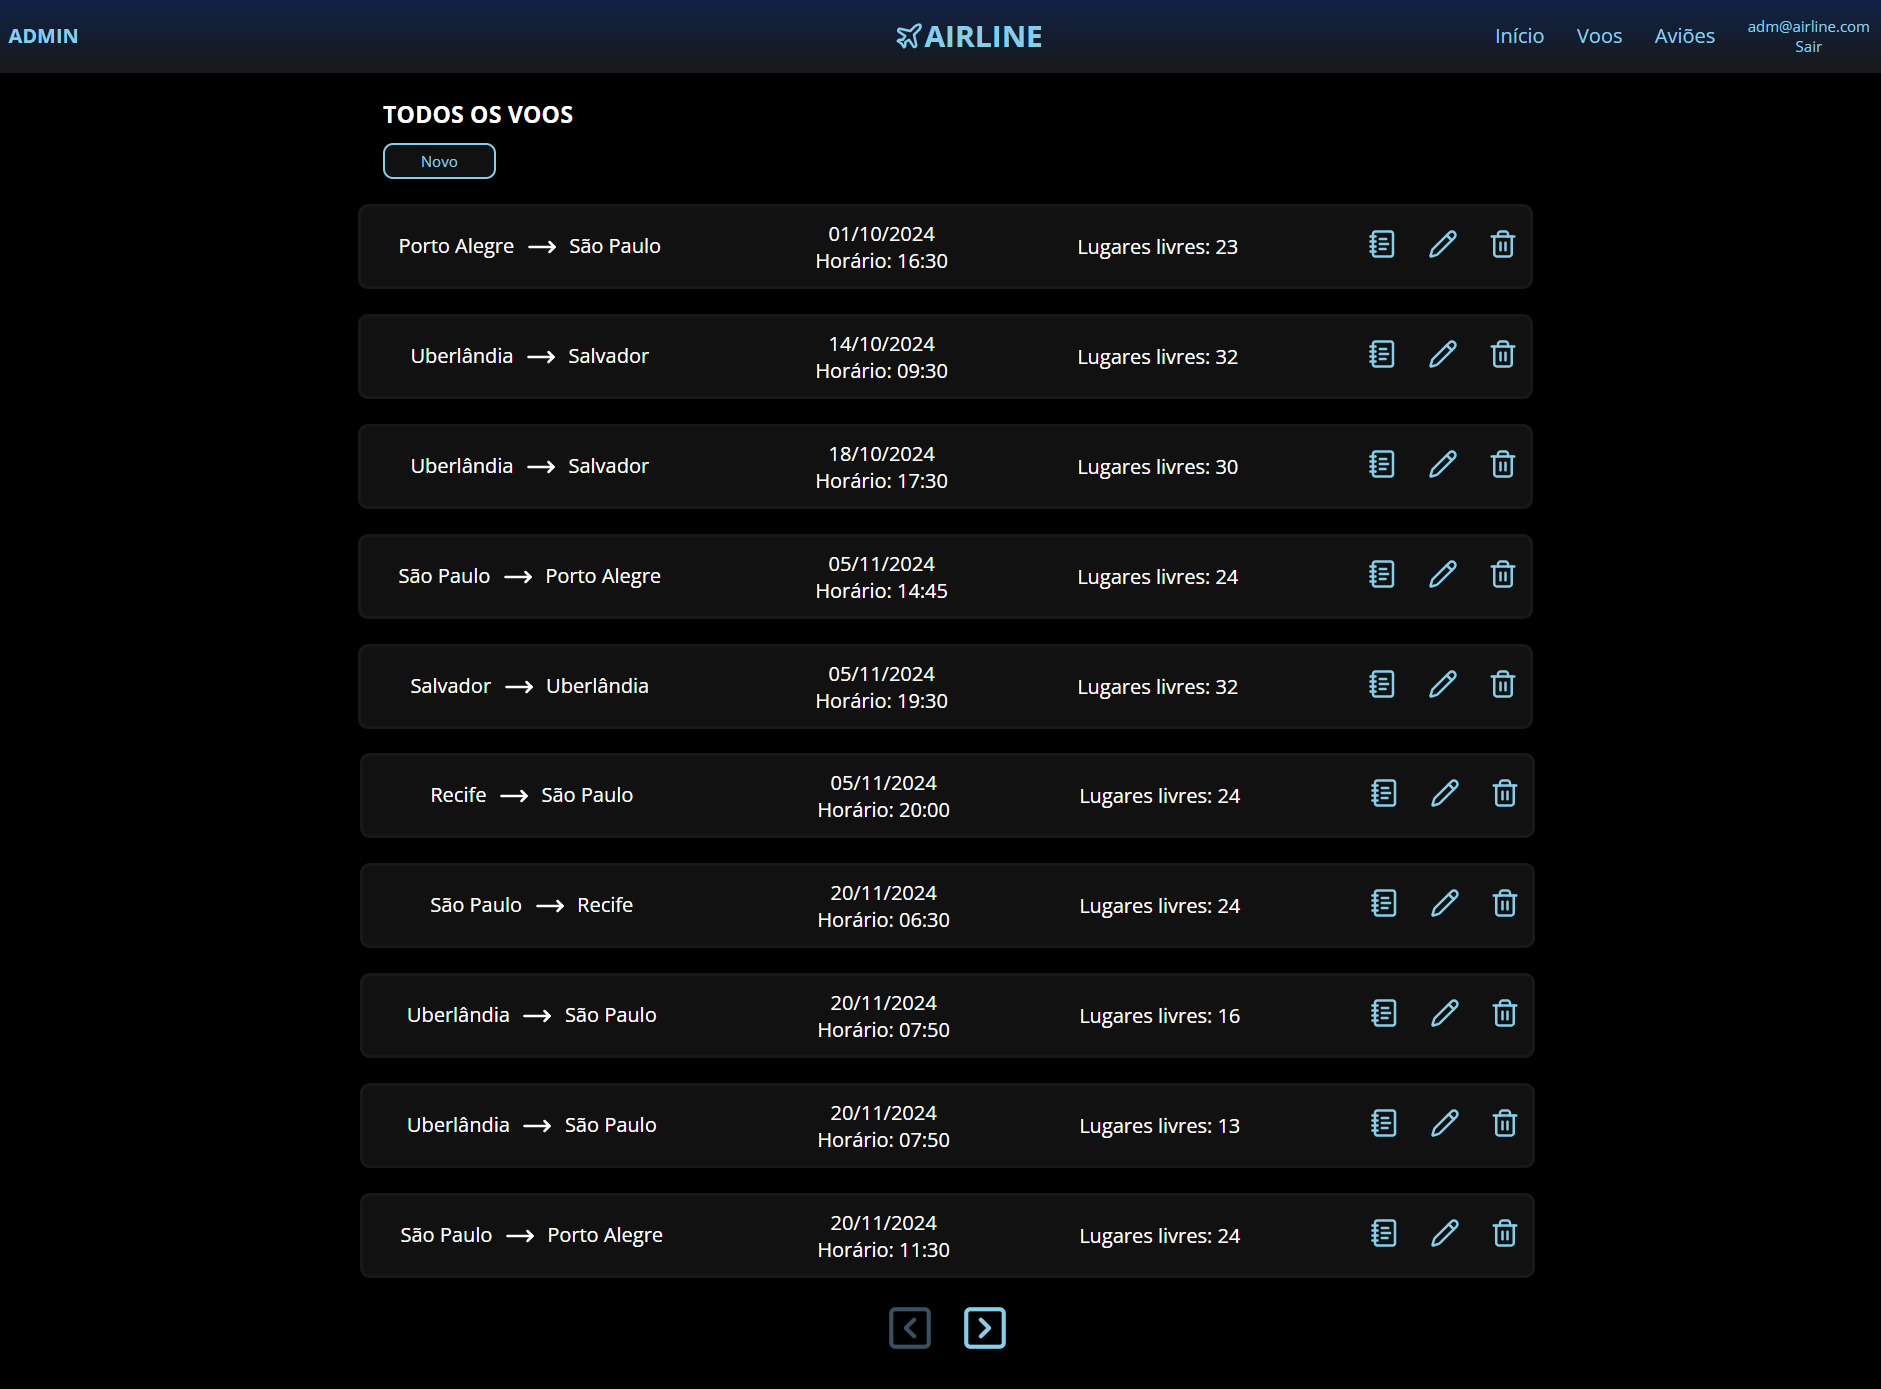 ADMIN
AIRLINE
Início Voos Aviões
adm@airline.com
Sair
TODOS OS VOOS
Novo
Porto Alegre → São Paulo
01/10/2024
Horário: 16:30
Lugares livres: 23
Uberlândia → Salvador
14/10/2024
Horário: 09:30
Lugares livres: 32
Uberlândia → Salvador
18/10/2024
Horário: 17:30
Lugares livres: 30
São Paulo → Porto Alegre
05/11/2024
Horário: 14:45
Lugares livres: 24
Salvador → Uberlândia
05/11/2024
Horário: 19:30
Lugares livres: 32
Recife → São Paulo
05/11/2024
Horário: 20:00
Lugares livres: 24
São Paulo → Recife
20/11/2024
Horário: 06:30
Lugares livres: 24
Uberlândia → São Paulo
20/11/2024
Horário: 07:50
Lugares livres: 16
Uberlândia → São Paulo
20/11/2024
Horário: 07:50
Lugares livres: 13
São Paulo → Porto Alegre
20/11/2024
Horário: 11:30
Lugares livres: 24